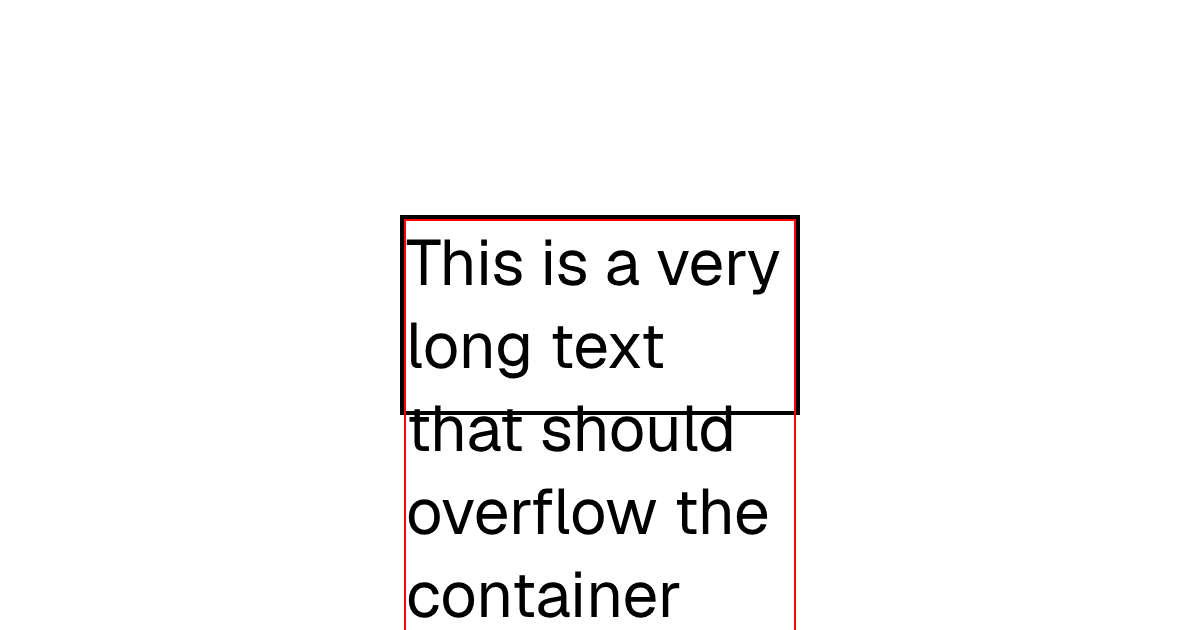 This is a very
long text
that should
overflow the
container